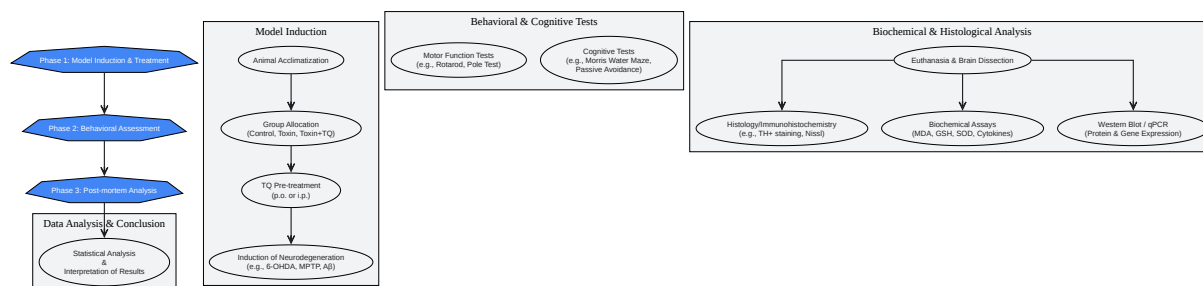 Phase 1: Model Induction & Treatment
Phase 2: Behavioral Assessment
Phase 3: Post-mortem Analysis
Data Analysis & Conclusion
Statistical Analysis
&
Interpretation of Results
Model Induction
Animal Acclimatization
Group Allocation
(Control, Toxin, Toxin+TQ)
TQ Pre-treatment
(p.o. or i.p.)
Induction of Neurodegeneration
(e.g., 6-OHDA, MPTP, Aβ)
Behavioral & Cognitive Tests
Motor Function Tests
(e.g., Rotarod, Pole Test)
Cognitive Tests
(e.g., Morris Water Maze,
Passive Avoidance)
Biochemical & Histological Analysis
Euthanasia & Brain Dissection
Histology/Immunohistochemistry
(e.g., TH+ staining, Nissl)
Biochemical Assays
(MDA, GSH, SOD, Cytokines)
Western Blot / qPCR
(Protein & Gene Expression)